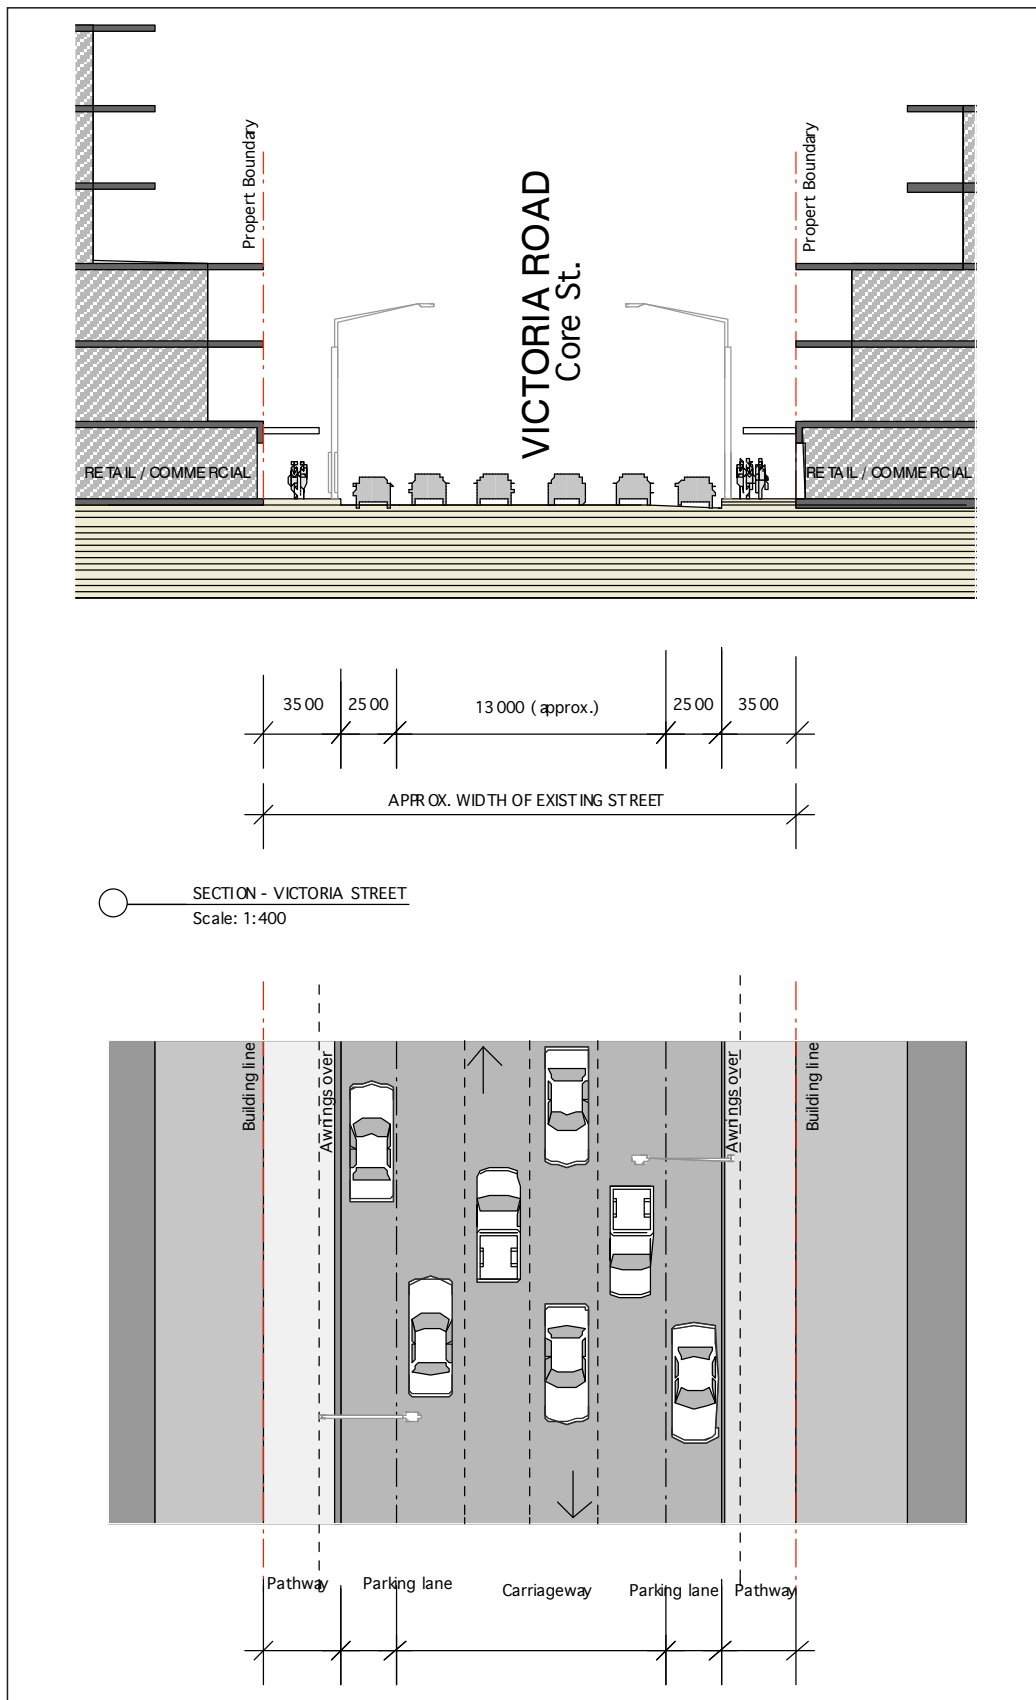 Propert Boundary
Propert Boundary
VICTORIA ROAD
Core St.
RETAIL / COMMERCIAL
RETAIL / COMMERCIAL
3500
2500
13000 (approx.)
2500
3500
APPROX. WIDTH OF EXISTING STREET
SECTION - VICTORIA STREET
Scale: 1:400
Building line
Awnings over
Awnings over
Building line
Pathway
Parking lane
Carriageway
Parking lane
Pathway